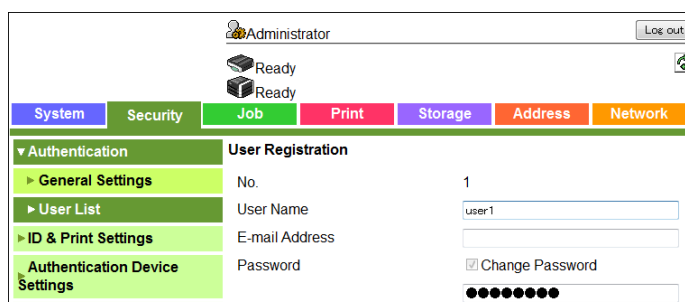 Administrator Log out
Ready
Ready
System Security Job Print Storage Address Network
▼Authentication User Registration
► General Settings No. 1
► User List User Name user1
►ID & Print Settings E-mail Address
► Authentication Device Settings Password Change Password
●●●●●●●●